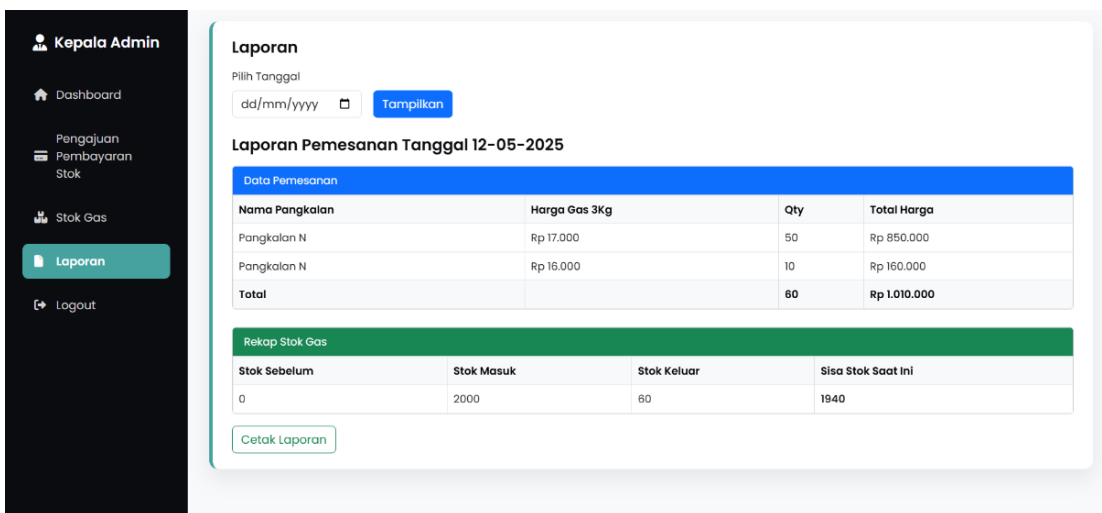 Kepala Admin
Dashboard
Pengajuan
Pembayaran
Stok
Stok Gas
Laporan
Logout
Laporan
Pilih Tanggal
dd/mm/yyyy Tampilkan
Laporan Pemesanan Tanggal 12-05-2025
Data Pemesanan
Nama Pangkalan Harga Gas 3Kg Qty Total Harga
Pangkalan N Rp 17.000 50 Rp 850.000
Pangkalan N Rp 16.000 10 Rp 160.000
Total 60 Rp 1.010.000
Rekap Stok Gas
Stok Sebelum Stok Masuk Stok Keluar Sisa Stok Saat Ini
0 2000 60 1940
Cetak Laporan